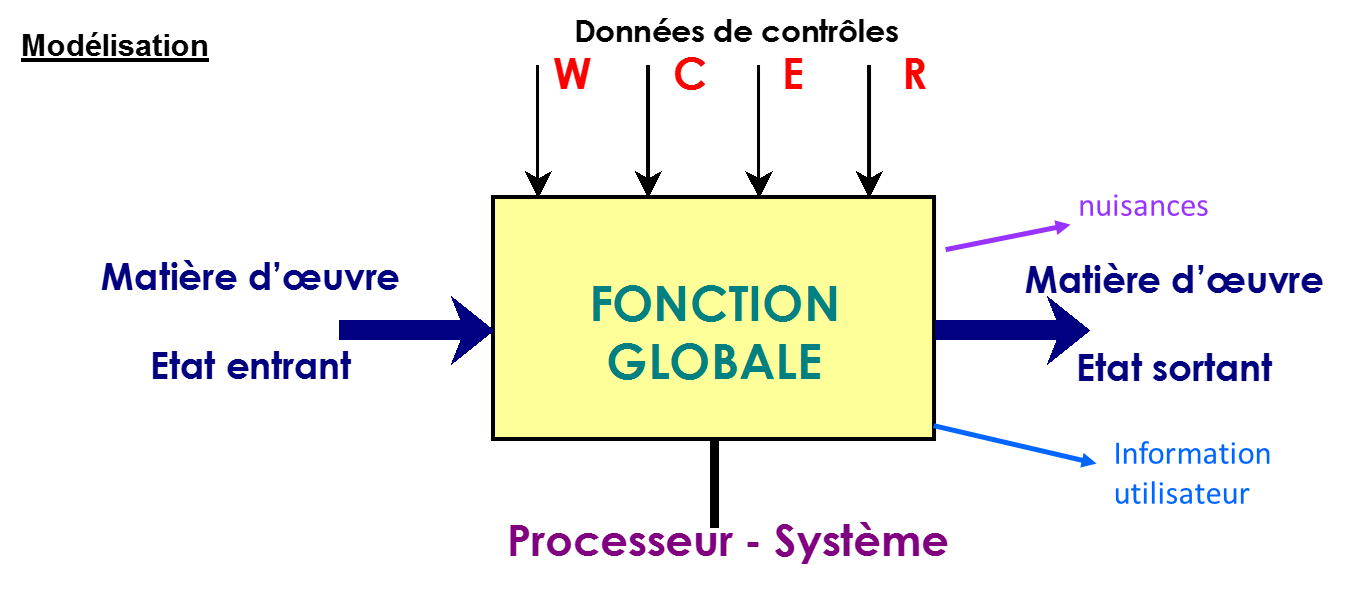 Modélisation
Données de contrôles
W C E R
nuisances
Matière d’œuvre
Matière d’œuvre
FONCTION
GLOBALE
Etat entrant
Etat sortant
Information
utilisateur
Processeur - Système